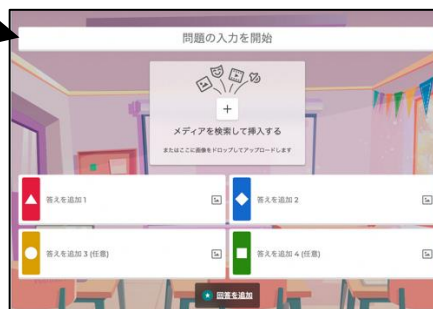 問題の入力を開始
メディアを検索して挿入する
またはここに画像をドロップしてアップロードします
答えを追加 1
答えを追加 2
答えを追加 3 (任意)
答えを追加 4 (任意)
回答を追加